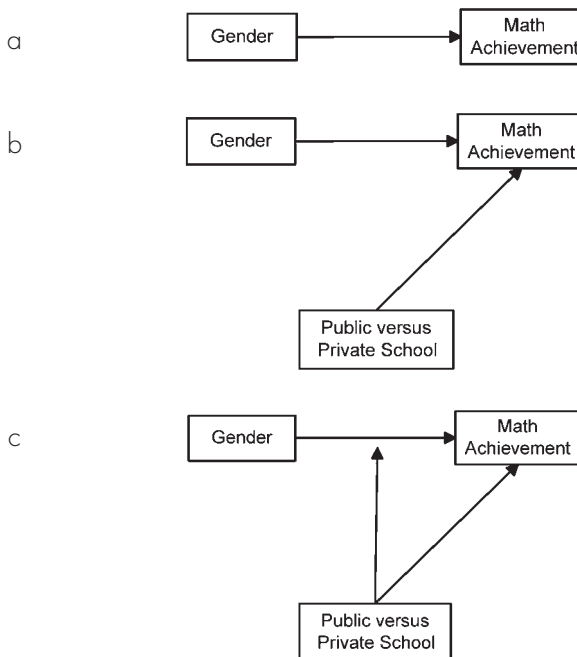 a
Gender
Math
Achievement
b
Gender
Math
Achievement
Public versus
Private School
c
Gender
Math
Achievement
Public versus
Private School